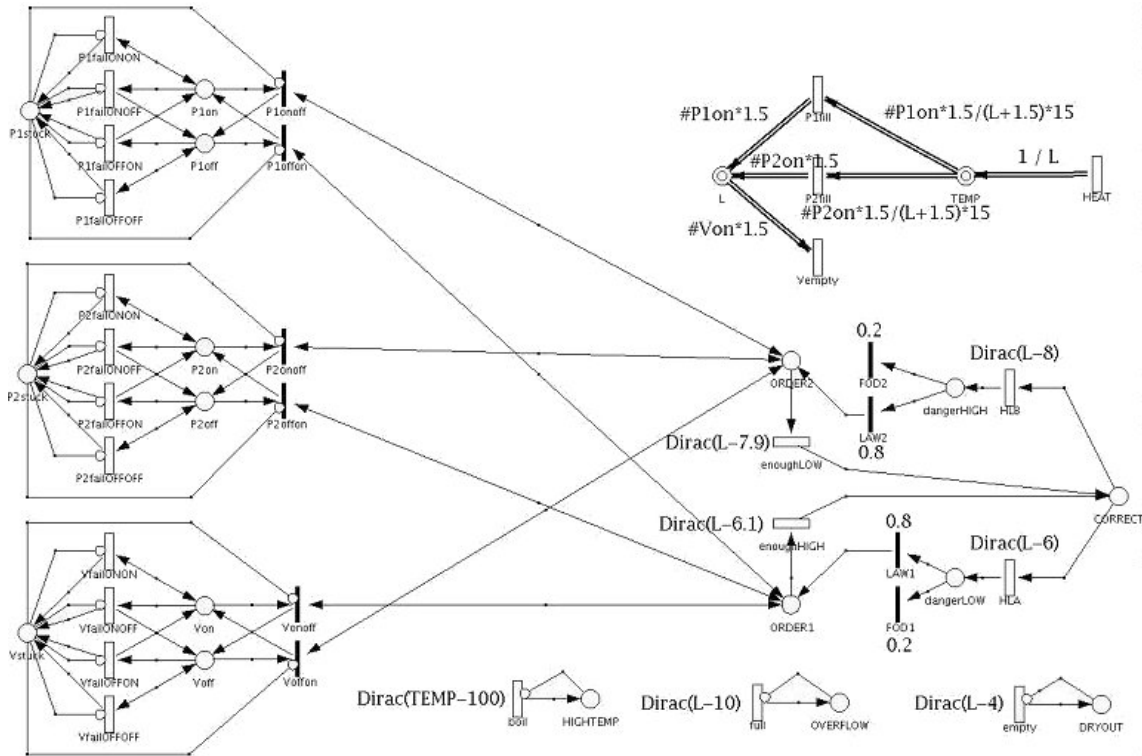 P1failONON
P1failONOFF
P1on
P1onoff
P1stuck
P1failOFFON
P1off
P1offon
P1failOFFOFF
#P1on*1.5
P1fill
#P1on*1.5/(L+1.5)*15
#P2on*1.5
1 / L
L
P2fill
TEMP
HEAT
#P2on*1.5/(L+1.5)*15
#Von*1.5
Vempty
P2failONON
P2failONOFF
P2on
P2onoff
P2stuck
P2failOFFON
P2off
P2offon
P2failOFFOFF
0.2
Dirac(L-8)
ORDER2
FOD2
dangerHIGH
HLB
LAW2
0.8
Dirac(L-7.9)
enoughLOW
CORRECT
Dirac(L-6.1)
enoughHIGH
0.8
Dirac(L-6)
LAW1
dangerLOW
HLA
ORDER1
FOD1
0.2
VfailONON
VfailONOFF
Von
Vonoff
Vstuck
VfailOFFON
Voff
Voffon
VfailOFFOFF
Dirac(TEMP-100)
boil
HIGHTEMP
Dirac(L-10)
full
OVERFLOW
Dirac(L-4)
empty
DRYOUT